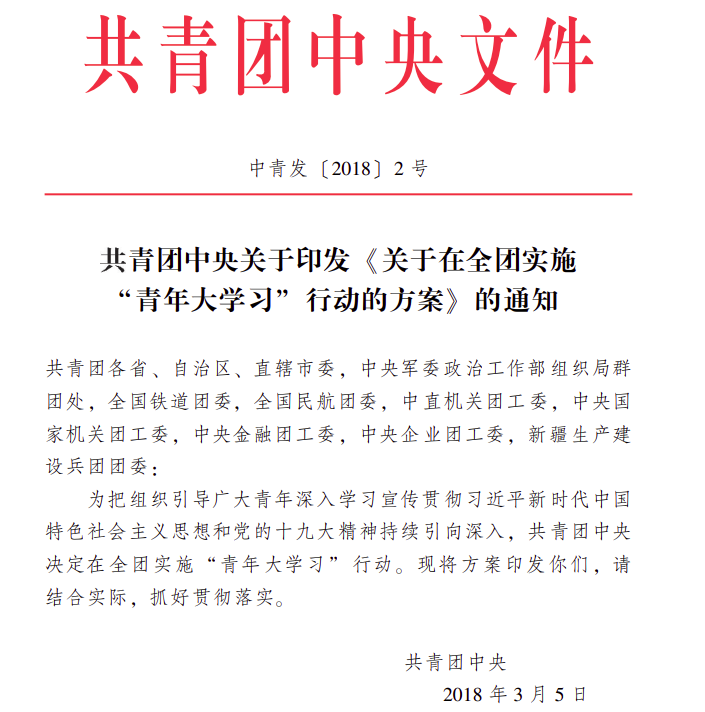 共青团中央文件
中青发〔2018〕2 号
共青团中央关于印发《关于在全团实施
“青年大学习”行动的方案》的通知
共青团各省、自治区、直辖市委，中央军委政治工作部组织局群
团处，全国铁道团委，全国民航团委，中直机关团工委，中央国
家机关团工委，中央金融团工委，中央企业团工委，新疆生产建
设兵团团委：
为把组织引导广大青年深入学习宣传贯彻习近平新时代中国
特色社会主义思想和党的十九大精神持续引向深入，共青团中央
决定在全团实施“青年大学习”行动。现将方案印发你们，请
结合实际，抓好贯彻落实。
共青团中央
2018 年 3 月 5 日